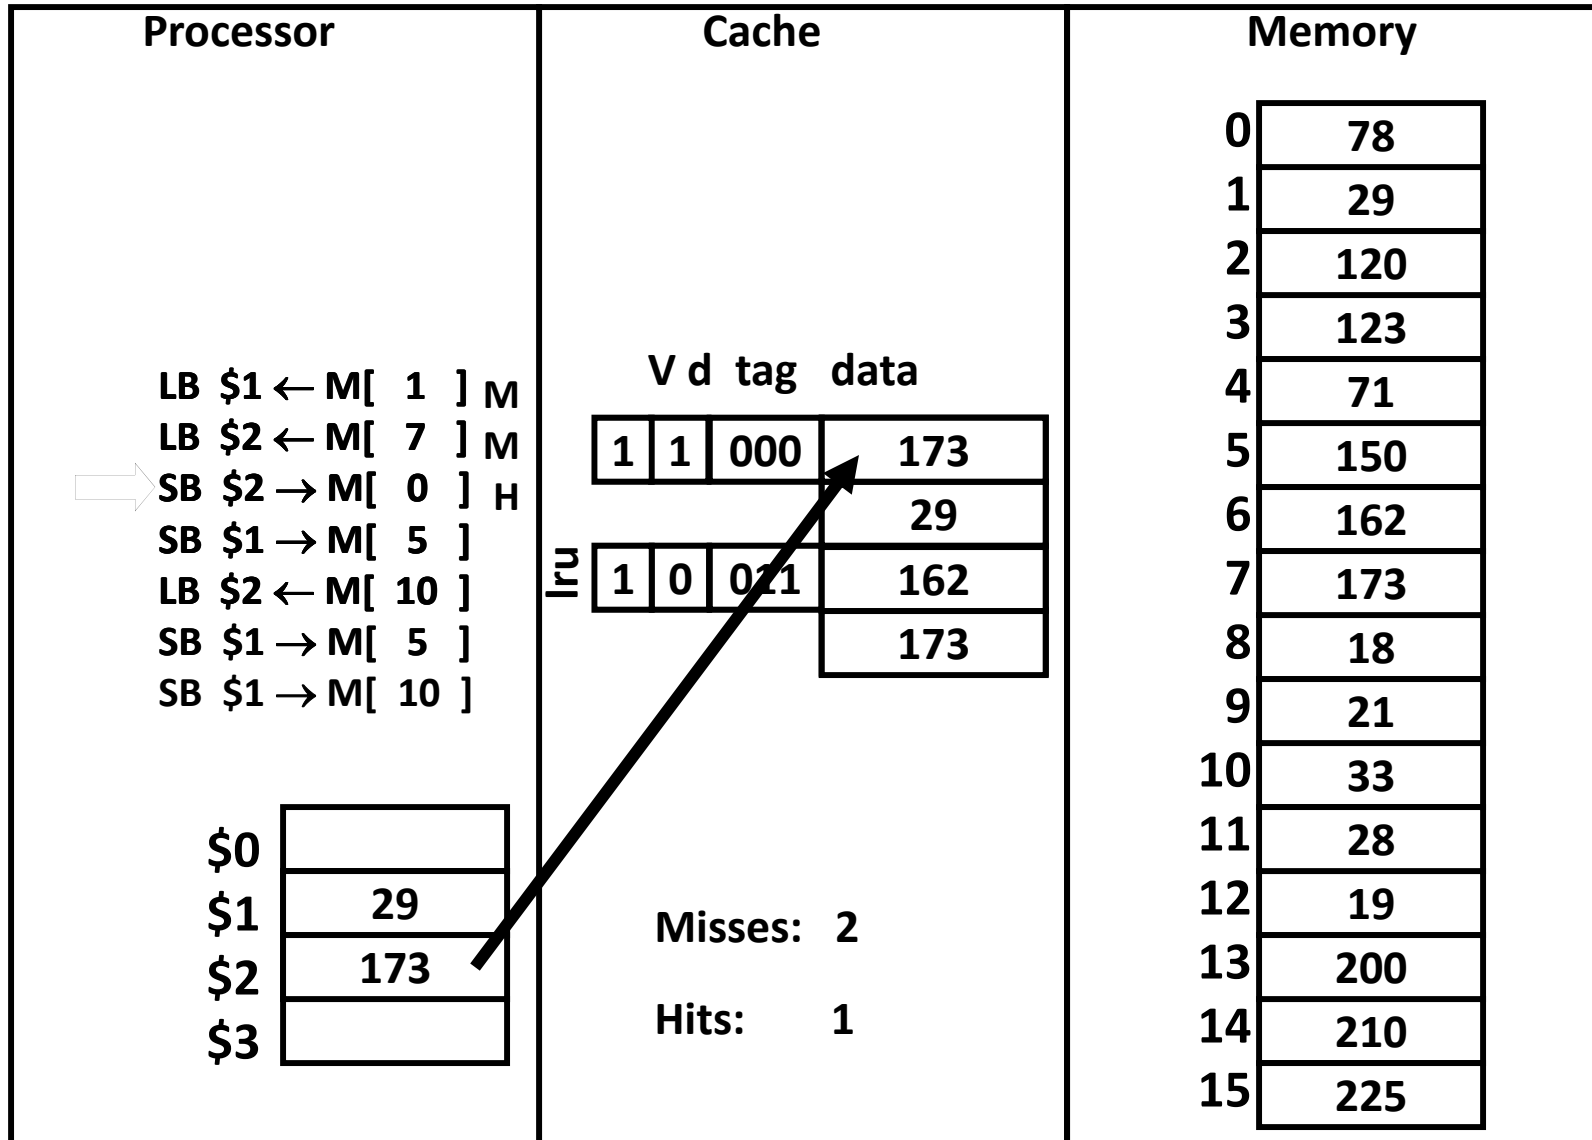 Processor
LB $1 ← M[ 1 ] M
LB $2 ← M[ 7 ] M
SB $2 → M[ 0 ] H
SB $1 → M[ 5 ]
LB $2 ← M[ 10 ]
SB $1 → M[ 5 ]
SB $1 → M[ 10 ]
$0
$1 29
$2 173
$3
Cache
V d tag data
1 1 000 173
29
lru 1 0 011 162
173
Misses: 2
Hits: 1
Memory
0 78
1 29
2 120
3 123
4 71
5 150
6 162
7 173
8 18
9 21
10 33
11 28
12 19
13 200
14 210
15 225